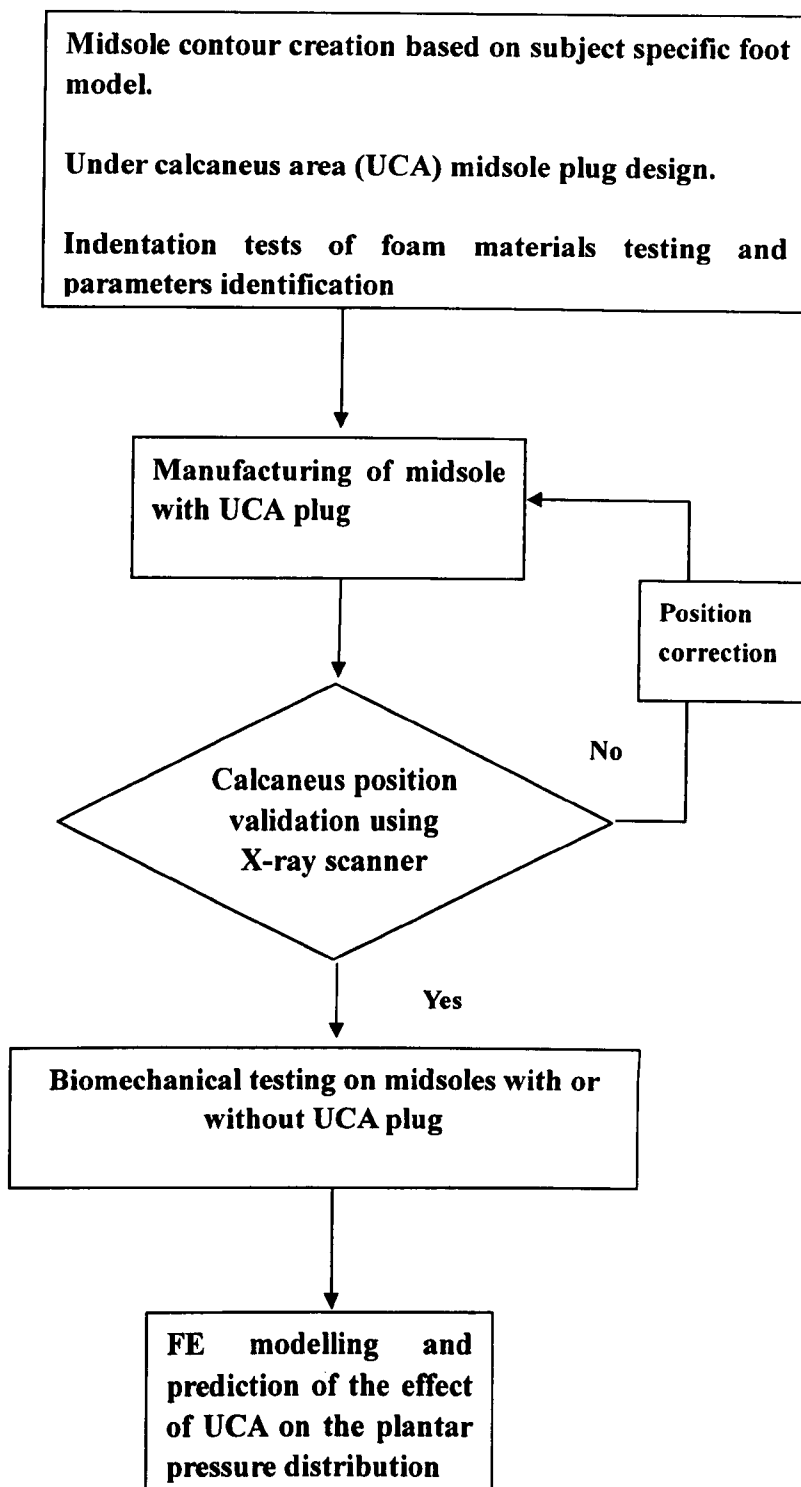 Midsole contour creation based on subject specific foot
model.
Under calcaneus area (UCA) midsole plug design.
Indentation tests of foam materials testing and
parameters identification
Manufacturing of midsole
with UCA plug
Position
correction
No
Calcaneus position
validation using
X-ray scanner
Yes
Biomechanical testing on midsoles with or
without UCA plug
FE modelling and
prediction of the effect
of UCA on the plantar
pressure distribution